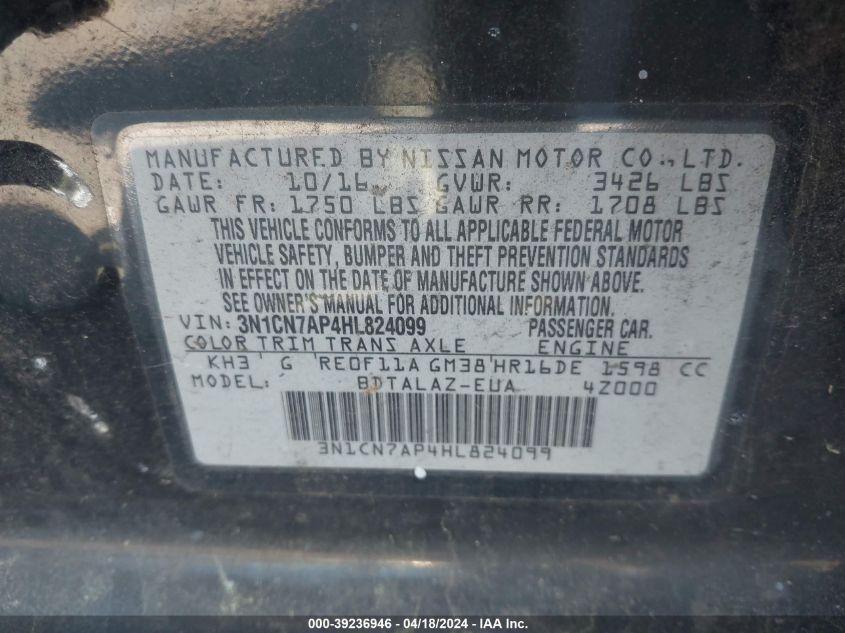 MANUFACTURED BY NISSAN MOTOR CO., LTD.
DATE: 10/16 GVWR: 3426 LBS
GAWR FR: 1750 LBS GAWR RR: 1708 LBS
THIS VEHICLE CONFORMS TO ALL APPLICABLE FEDERAL MOTOR
VEHICLE SAFETY, BUMPER AND THEFT PREVENTION STANDARDS
IN EFFECT ON THE DATE OF MANUFACTURE SHOWN ABOVE.
SEE OWNER'S MANUAL FOR ADDITIONAL INFORMATION.
VIN: 3N1CN7AP4HL824099 PASSENGER CAR.
COLOR TRIM TRANS AXLE ENGINE
KH3 G RE0F11A GM38 HR16DE 1598 CC
MODEL: BDTALAZ-EUA 4Z000
3N1CN7AP4HL824099
000-39236946 - 04/18/2024 - IAAI.com